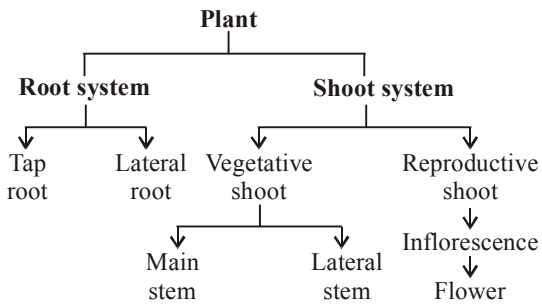 Plant
Root system Shoot system
Tap root Lateral root Vegetative shoot Reproductive shoot
Main stem Lateral stem Inflorescence
Flower